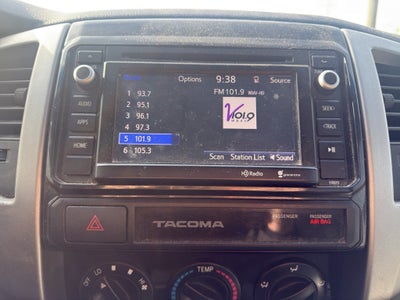 Options 9:38 Source
1 93.7
FM 101.9
2 95.1
3 96.1
4 97.3
5 101.9
6 105.3
Scan Station List Sound
HD Radio
AUDIO
APPS
HOME
SEEK
TRACK
TACOMA
PASSENGER
PASSENGER
AIR BAG
LO
TEMP